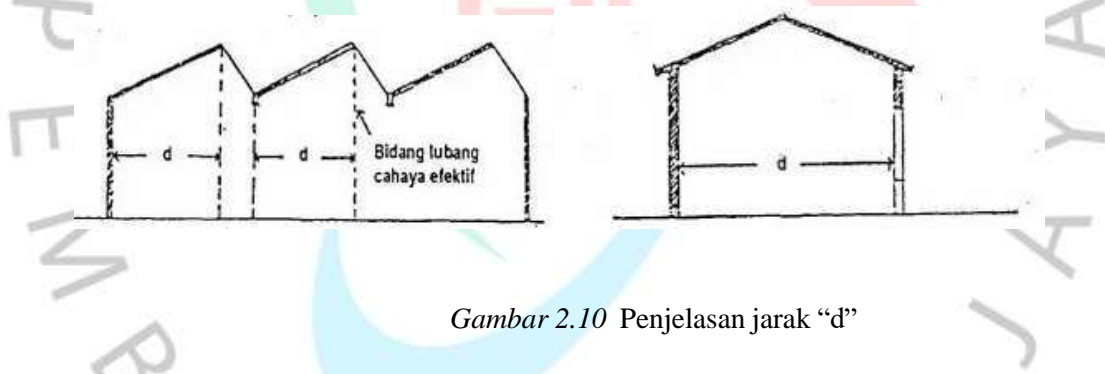 d
d
Bidang lubang
cahaya efektif
d
Gambar 2.10 Penjelasan jarak “d”
P E M B
A Y A J